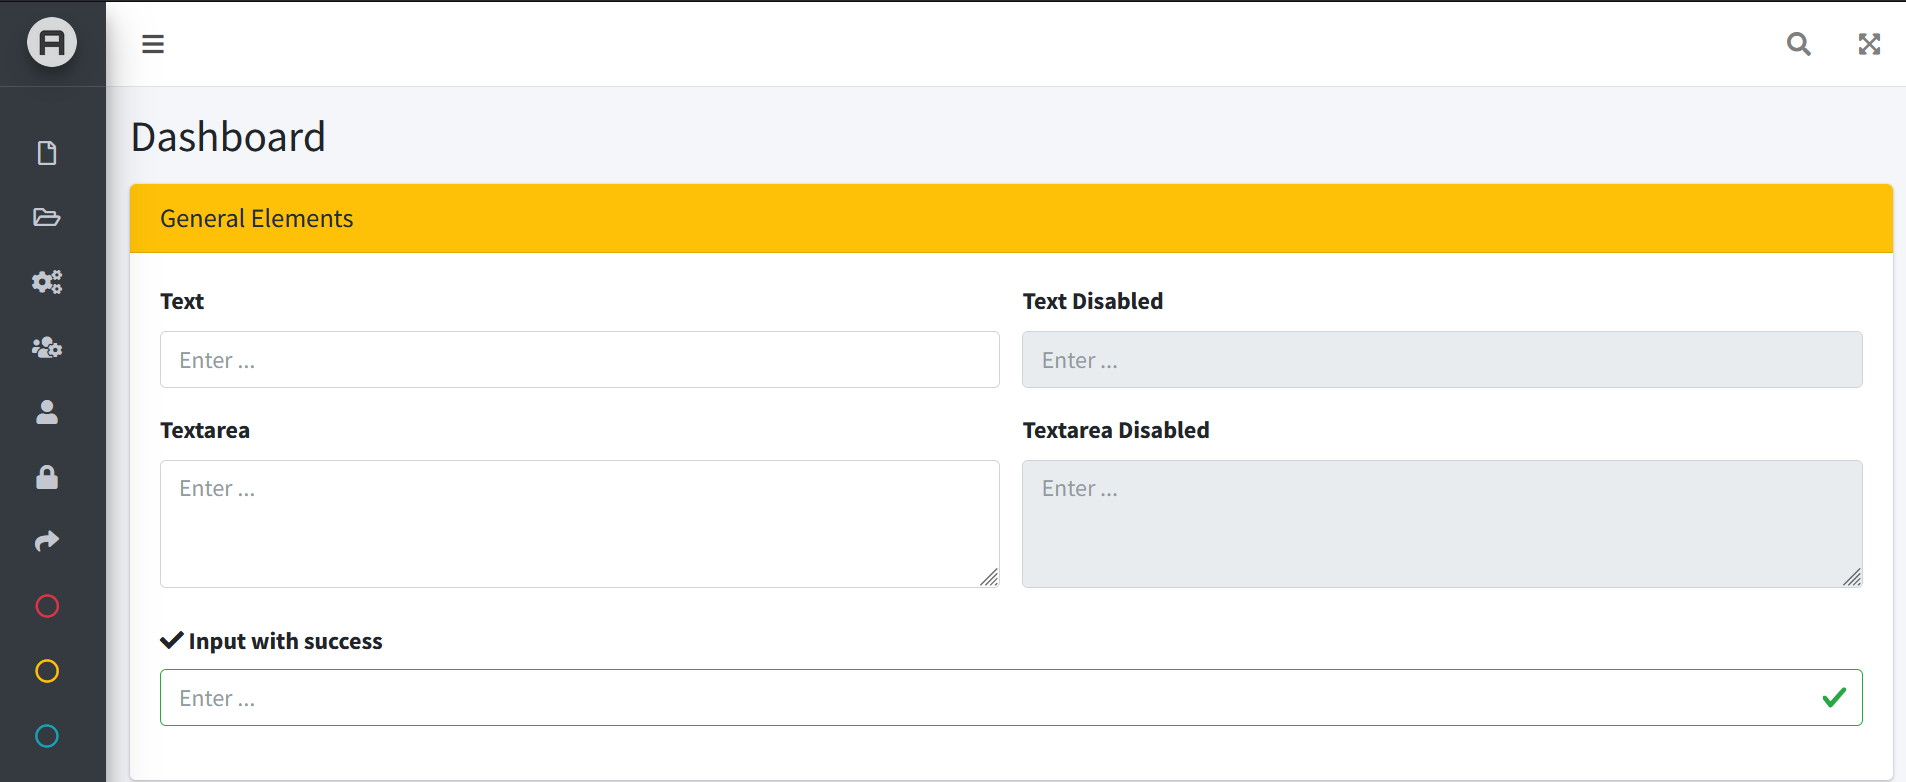 A
Dashboard
General Elements
Text
Text Disabled
Enter ...
Enter ...
Textarea
Textarea Disabled
Enter ...
Enter ...
Input with success
Enter ...